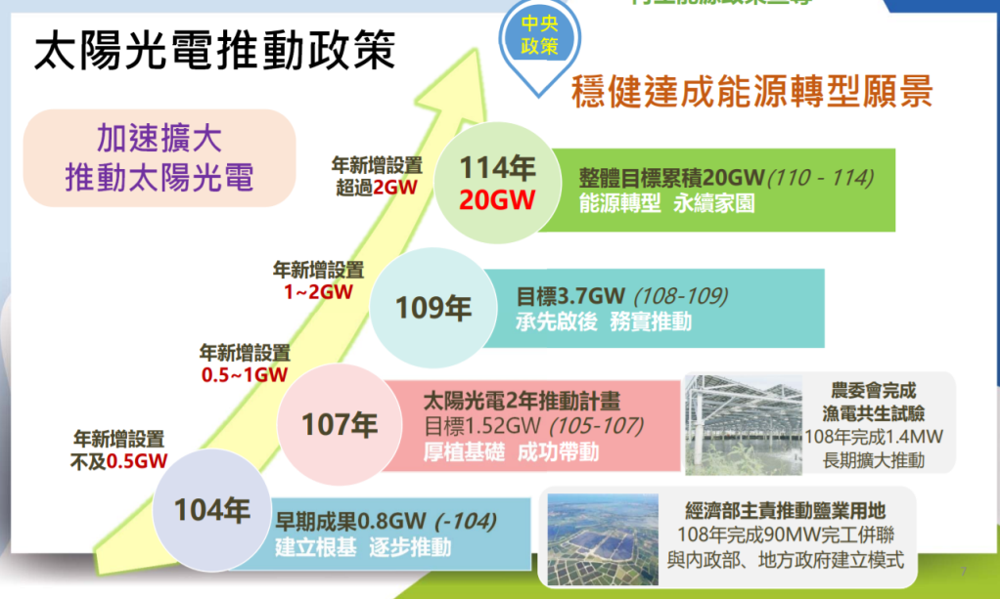 太陽光電推動政策
中央
政策
穩健達成能源轉型願景
加速擴大
推動太陽光電
年新增設置
超過2GW
114年
20GW
整體目標累積20GW(110 - 114)
能源轉型 永續家園
年新增設置
1~2GW
109年
目標3.7GW (108-109)
承先啟後 務實推動
年新增設置
0.5~1GW
107年
太陽光電2年推動計畫
目標1.52GW (105-107)
厚植基礎 成功帶動
農委會完成
漁電共生試驗
108年完成1.4MW
長期擴大推動
年新增設置
不及0.5GW
104年
早期成果0.8GW (-104)
建立根基 逐步推動
經濟部主責推動鹽業用地
108年完成90MW完工併聯
與內政部、地方政府建立模式
7